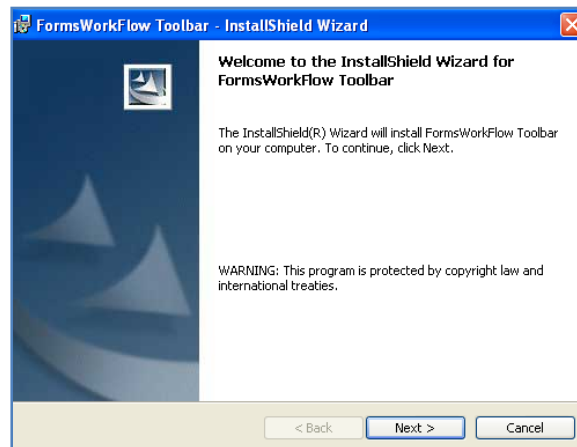 FormsWorkFlow Toolbar - InstallShield Wizard
Welcome to the InstallShield Wizard for
FormsWorkFlow Toolbar
The InstallShield(R) Wizard will install FormsWorkFlow Toolbar
on your computer. To continue, click Next.
WARNING: This program is protected by copyright law and
international treaties.
< Back
Next >
Cancel